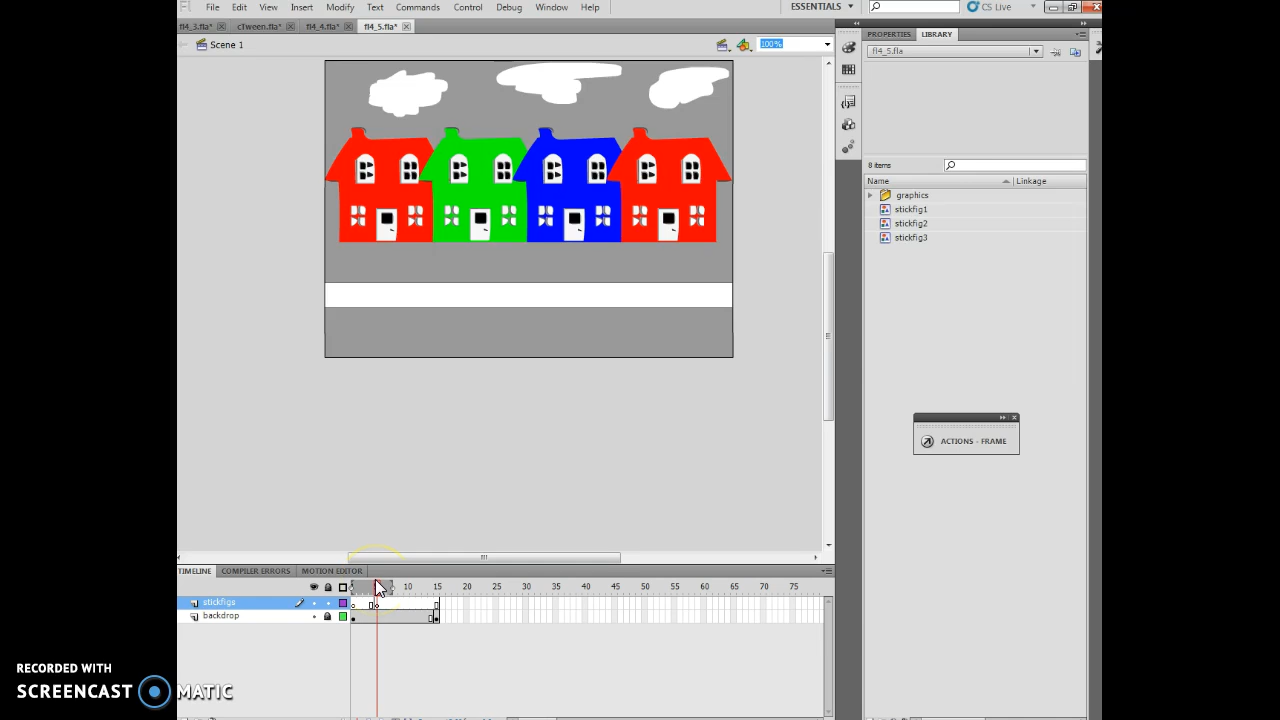 File Edit View Insert Modify Text Commands Control Debug Window Help ESSENTIALS CS Live
fl4_3.fla* cTween.fla* fl4_4.fla* fl4_5.fla*
PROPERTIES LIBRARY
Scene 1 100%
fl4_5.fla
8 items
Name Linkage
graphics
stickfig1
stickfig2
stickfig3
ACTIONS - FRAME
TIMELINE COMPILER ERRORS MOTION EDITOR
10 15 20 25 30 35 40 45 50 55 60 65 70 75
stickfigs
backdrop
RECORDED WITH
SCREENCAST MATIC